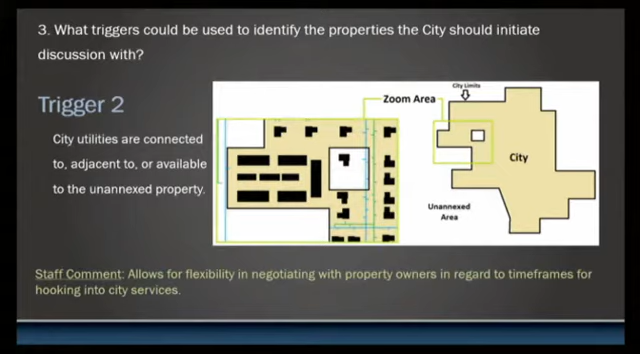 3. What triggers could be used to identify the properties the City should initiate
discussion with?
Trigger 2
City utilities are connected
to, adjacent to, or available
to the unannexed property.
City Limits
Zoom Area
City
Unannexed
Area
Staff Comment: Allows for flexibility in negotiating with property owners in regard to timeframes for
hooking into city services.